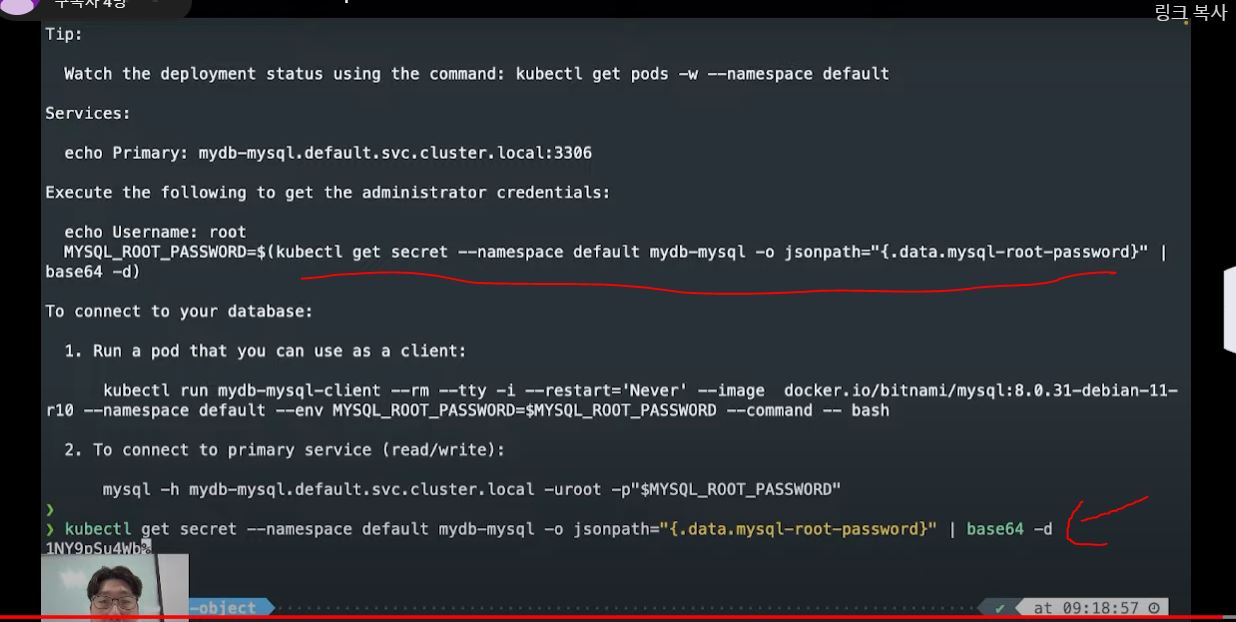 구독자 4명
링크 복사
Tip:
Watch the deployment status using the command: kubectl get pods -w --namespace default
Services:
echo Primary: mydb-mysql.default.svc.cluster.local:3306
Execute the following to get the administrator credentials:
echo Username: root
MYSQL_ROOT_PASSWORD=$(kubectl get secret --namespace default mydb-mysql -o jsonpath="{.data.mysql-root-password}" |
base64 -d)
To connect to your database:
1. Run a pod that you can use as a client:
kubectl run mydb-mysql-client --rm --tty -i --restart='Never' --image docker.io/bitnami/mysql:8.0.31-debian-11-
r10 --namespace default --env MYSQL_ROOT_PASSWORD=$MYSQL_ROOT_PASSWORD --command -- bash
2. To connect to primary service (read/write):
mysql -h mydb-mysql.default.svc.cluster.local -uroot -p"$MYSQL_ROOT_PASSWORD"
❯
❯ kubectl get secret --namespace default mydb-mysql -o jsonpath="{.data.mysql-root-password}" | base64 -d
1NY9pSu4Wb%
-object
✔ at 09:18:57